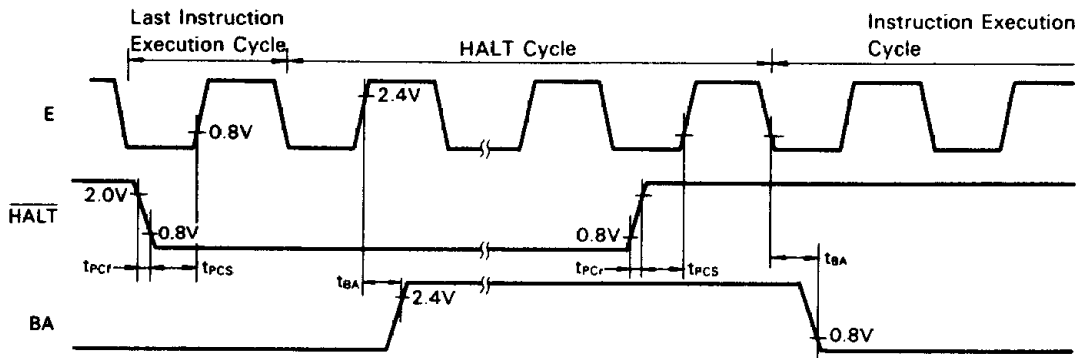 Last Instruction
Execution Cycle
HALT Cycle
Instruction Execution
Cycle
E
0.8V
2.4V
HALT
2.0V
0.8V
0.8V
tPCf
tPCS
tBA
tPCr
tPCS
tBA
BA
2.4V
0.8V